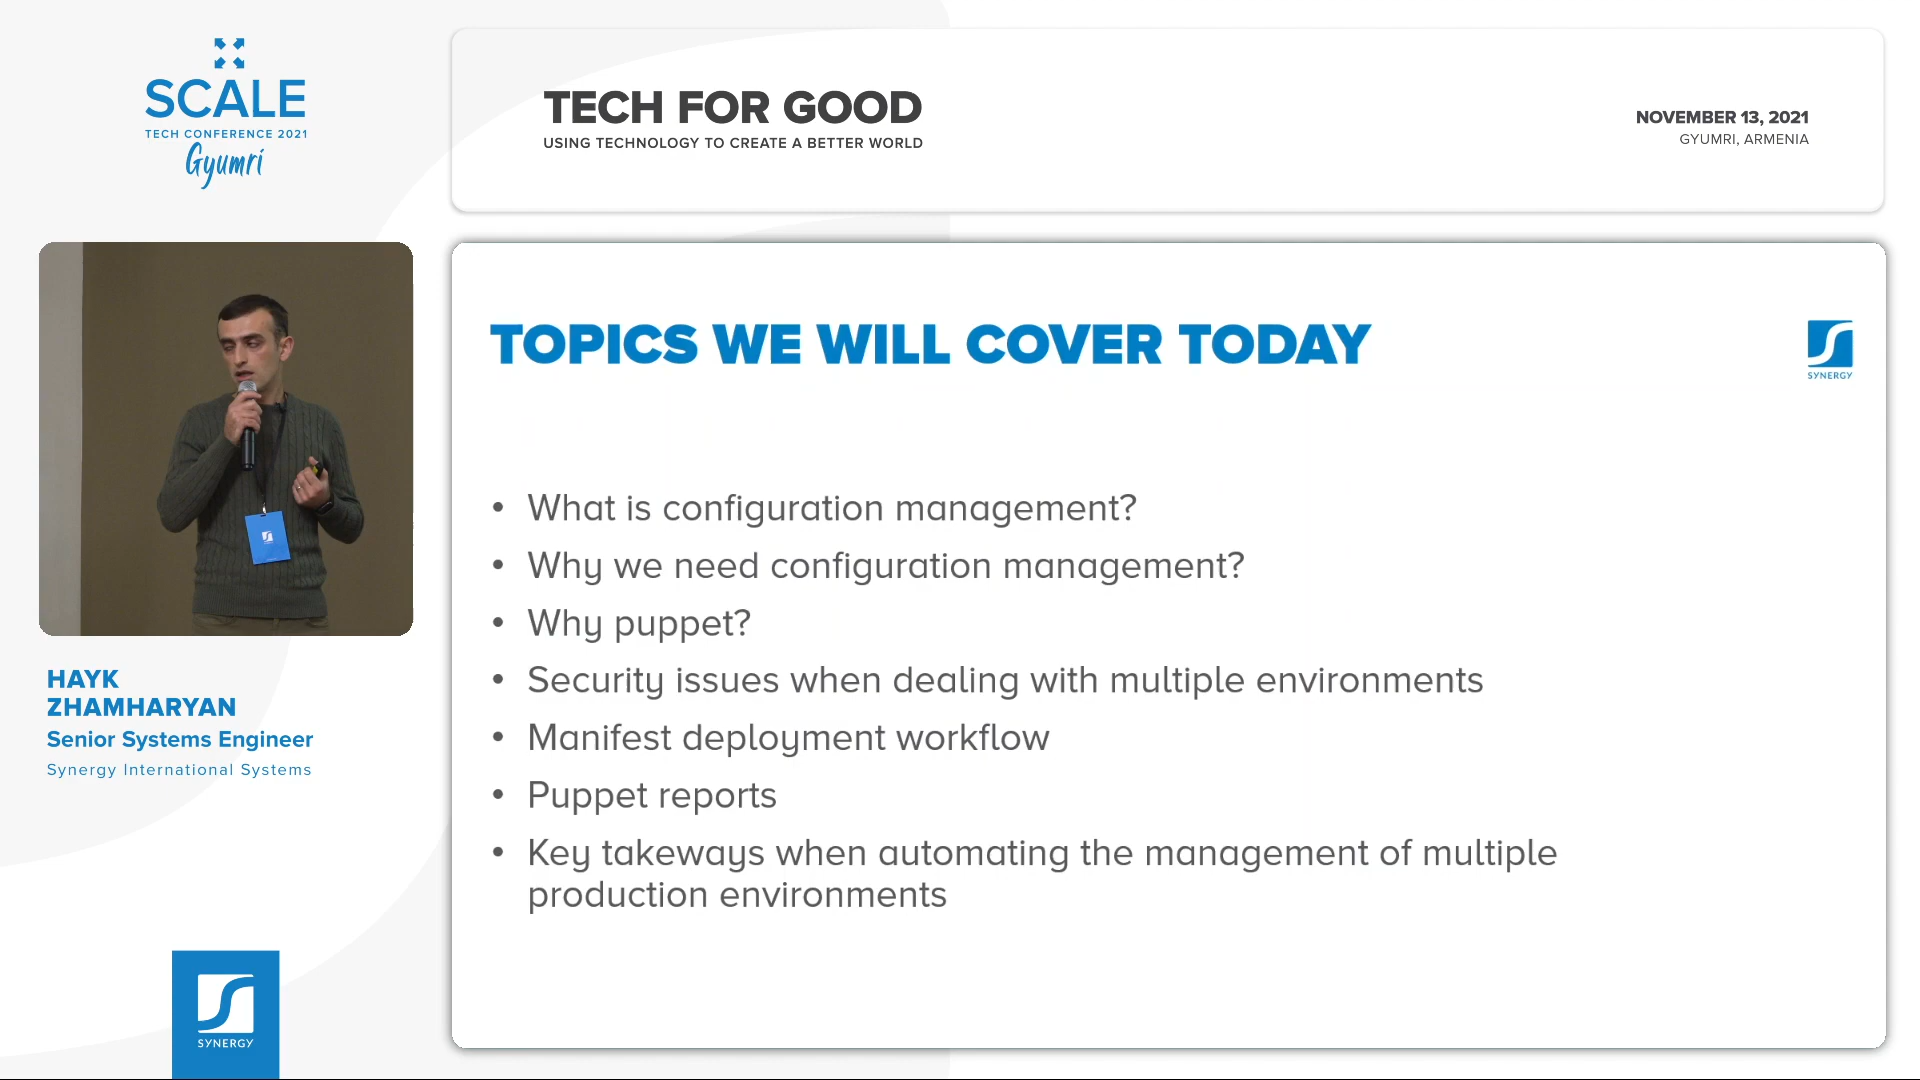 SCALE
TECH CONFERENCE 2021
Gyumri
TECH FOR GOOD
USING TECHNOLOGY TO CREATE A BETTER WORLD
NOVEMBER 13, 2021
GYUMRI, ARMENIA
HAYK
ZHAMHARYAN
Senior Systems Engineer
Synergy International Systems
SYNERGY
TOPICS WE WILL COVER TODAY
SYNERGY
• What is configuration management?
• Why we need configuration management?
• Why puppet?
• Security issues when dealing with multiple environments
• Manifest deployment workflow
• Puppet reports
• Key takeways when automating the management of multiple
production environments